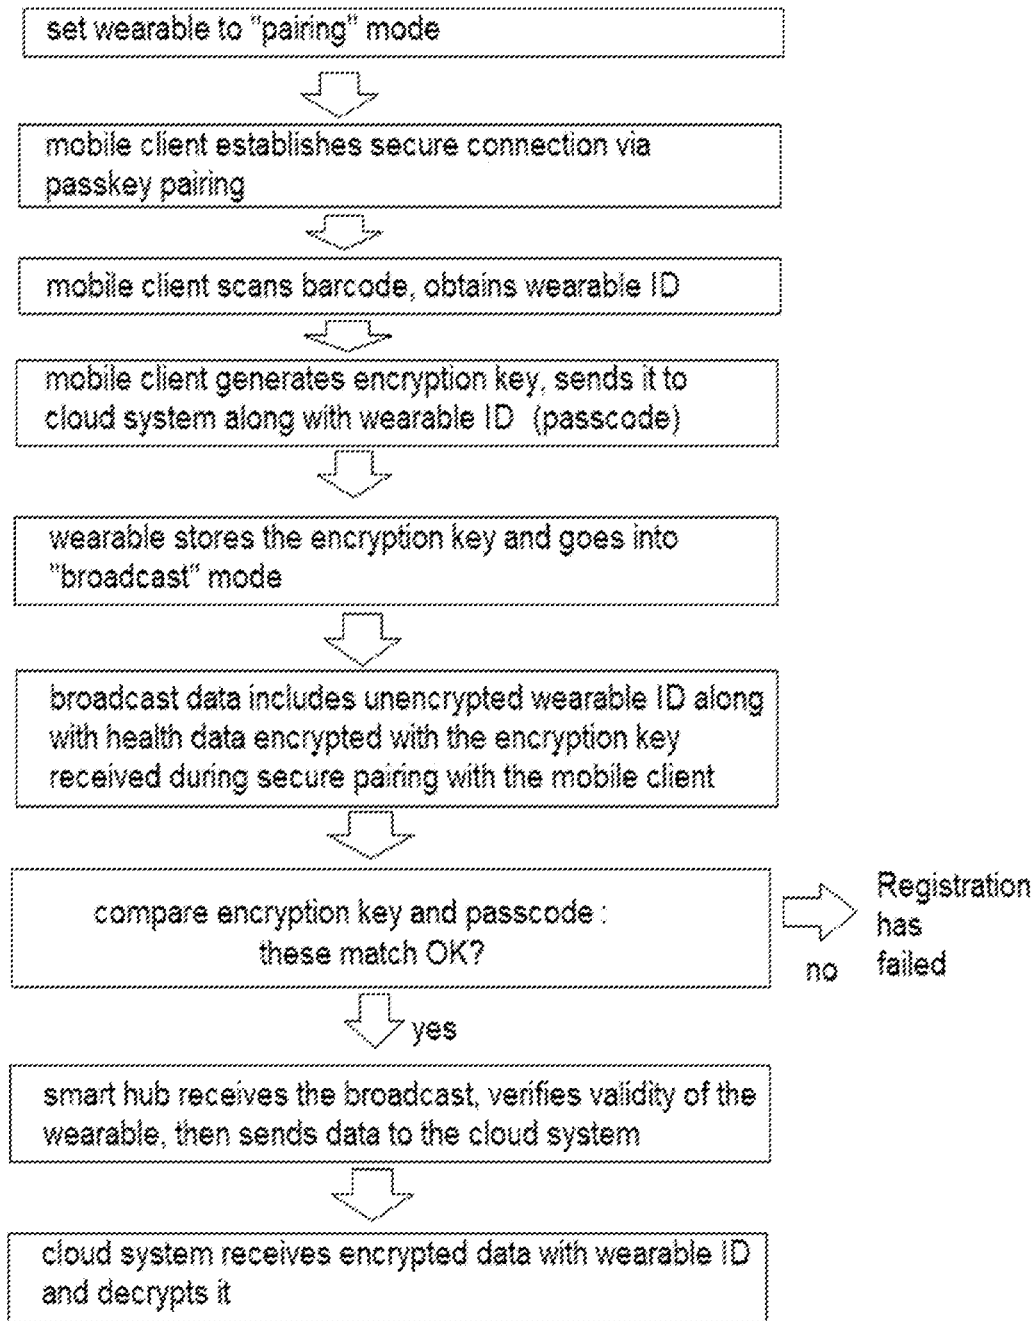 set wearable to "pairing" mode
mobile client establishes secure connection via
passkey pairing
mobile client scans barcode, obtains wearable ID
mobile client generates encryption key, sends it to
cloud system along with wearable ID (passcode)
wearable stores the encryption key and goes into
"broadcast" mode
broadcast data includes unencrypted wearable ID along
with health data encrypted with the encryption key
received during secure pairing with the mobile client
compare encryption key and passcode :
these match OK?
Registration
has
failed
no
yes
smart hub receives the broadcast, verifies validity of the
wearable, then sends data to the cloud system
cloud system receives encrypted data with wearable ID
and decrypts it